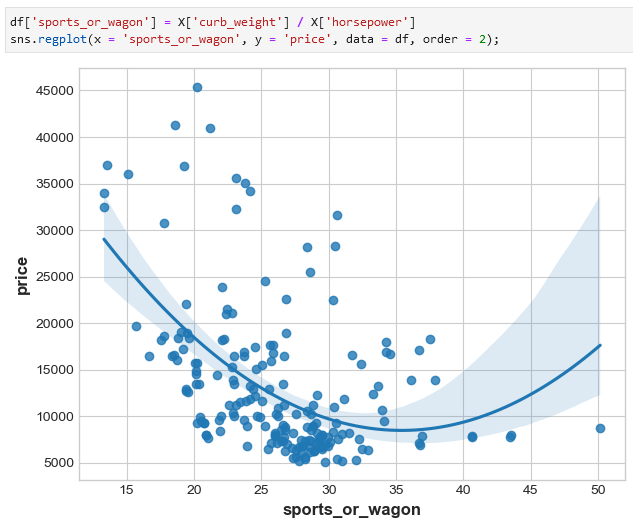 df['sports_or_wagon'] = X['curb_weight'] / X['horsepower']
sns.regplot(x = 'sports_or_wagon', y = 'price', data = df, order = 2);
45000
40000
35000
30000
25000
20000
15000
10000
5000
price
15 20 25 30 35 40 45 50
sports_or_wagon